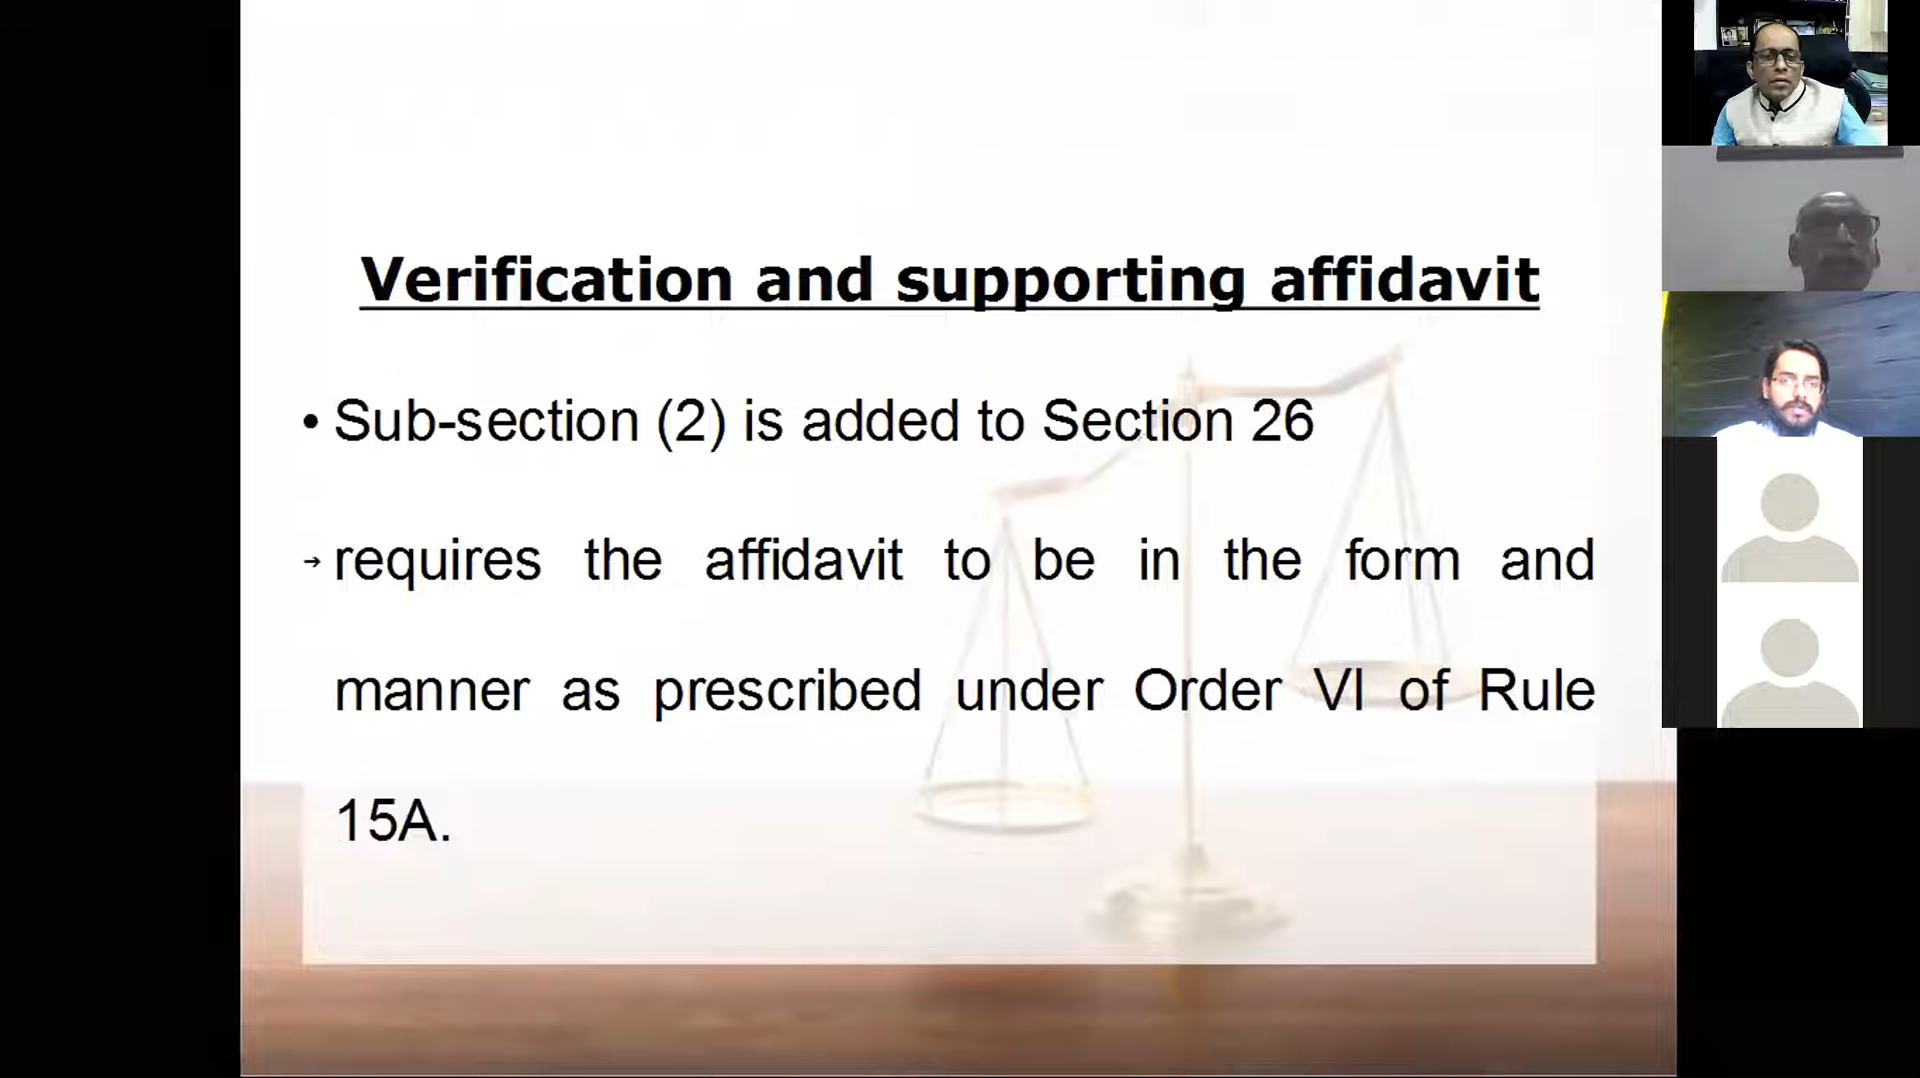 Verification and supporting affidavit
• Sub-section (2) is added to Section 26
→ requires the affidavit to be in the form and
manner as prescribed under Order VI of Rule
15A.